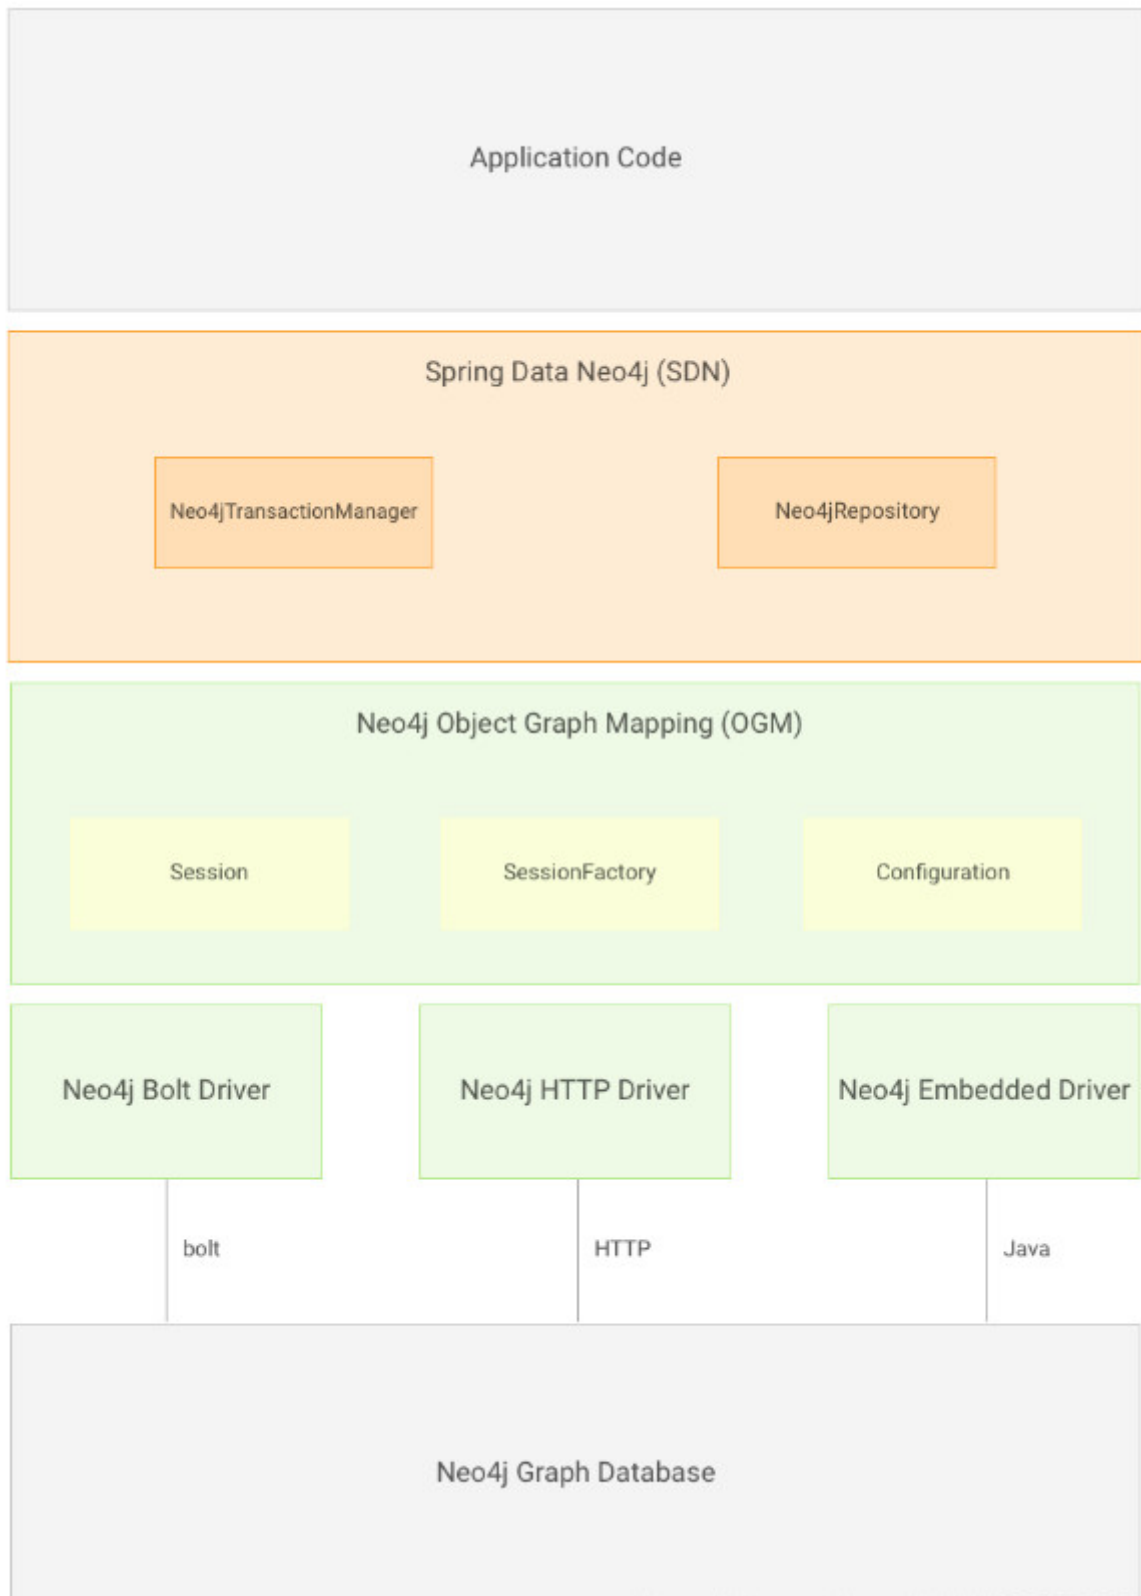 Application Code
Spring Data Neo4j (SDN)
Neo4jTransactionManager
Neo4jRepository
Neo4j Object Graph Mapping (OGM)
Session
SessionFactory
Configuration
Neo4j Bolt Driver
Neo4j HTTP Driver
Neo4j Embedded Driver
bolt
HTTP
Java
Neo4j Graph Database